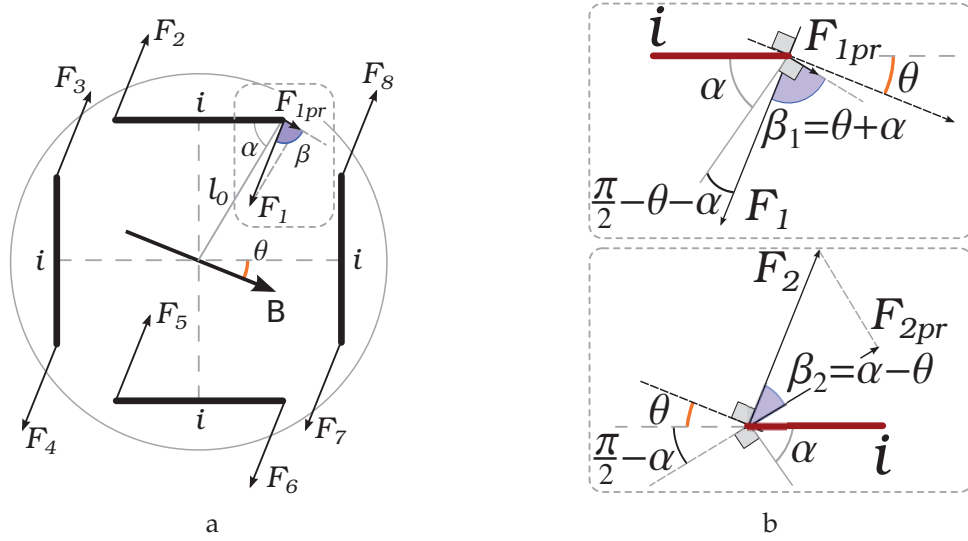 F₂
F₃
F₈
i
F₁pr
α
β
l₀
F₁
i
θ
i
B
F₅
i
F₄
F₇
F₆
a
i
F₁pr
α
θ
β₁=θ+α
π/2−θ−α
F₁
F₂
F₂pr
β₂=α−θ
θ
π/2−α
α
i
b